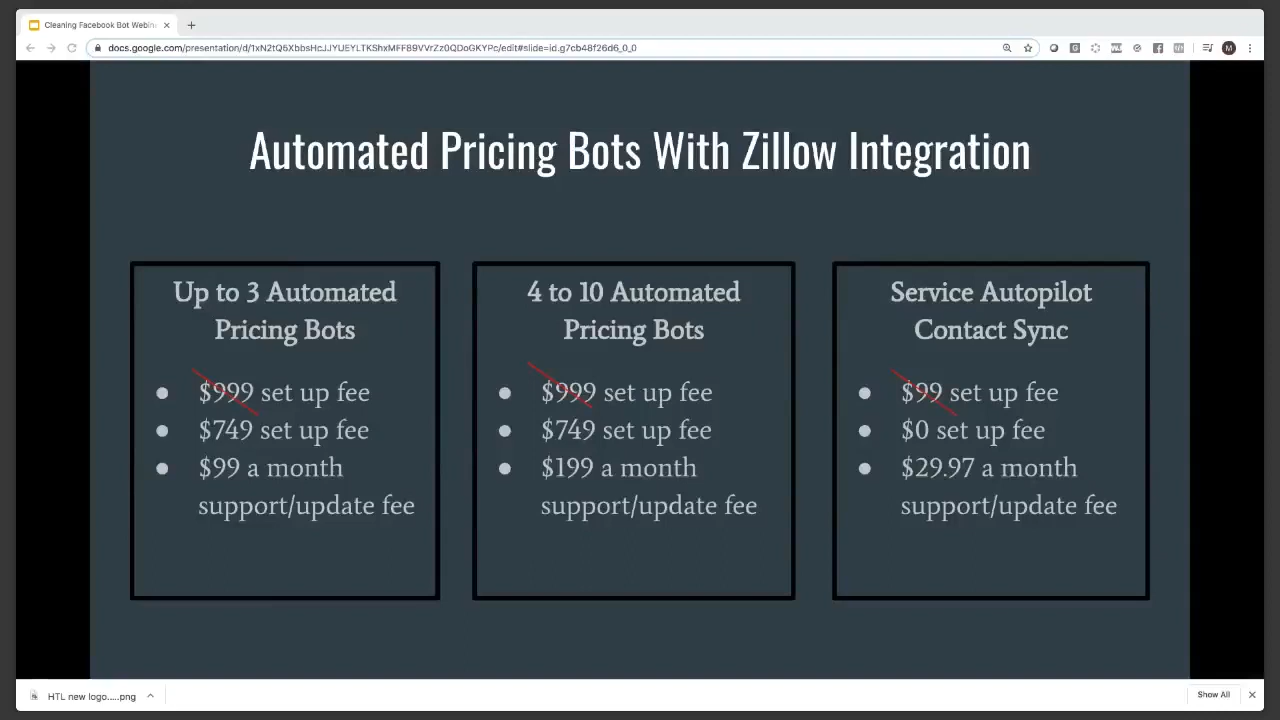 Cleaning Facebook Bot Webin
docs.google.com/presentation/d/1xN2tQ5XbbsHcJJYUEYLTKShxMFF89VVrZz0QDoGKYPc/edit#slide=id.g7cb48f26d6_0_0
M
Automated Pricing Bots With Zillow Integration
Up to 3 Automated
Pricing Bots
$999 set up fee
$749 set up fee
$99 a month
support/update fee
4 to 10 Automated
Pricing Bots
$999 set up fee
$749 set up fee
$199 a month
support/update fee
Service Autopilot
Contact Sync
$99 set up fee
$0 set up fee
$29.97 a month
support/update fee
HTL new logo.....png
Show All